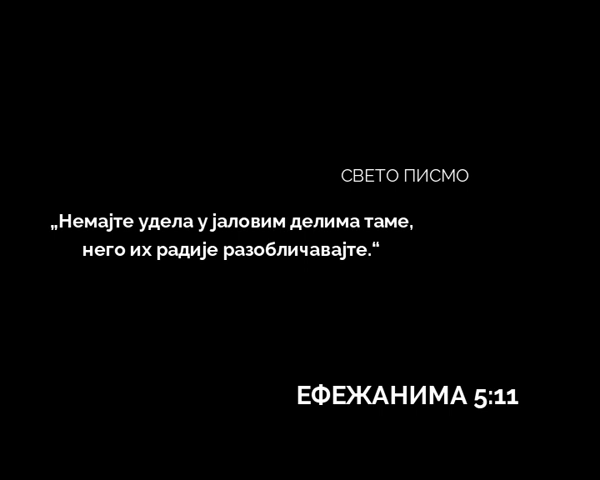 СВЕТО ПИСМО
„Немајте удела у јаловим делима таме,
него их радије разобличавајте.“
ЕФЕЖАНИМА 5:11